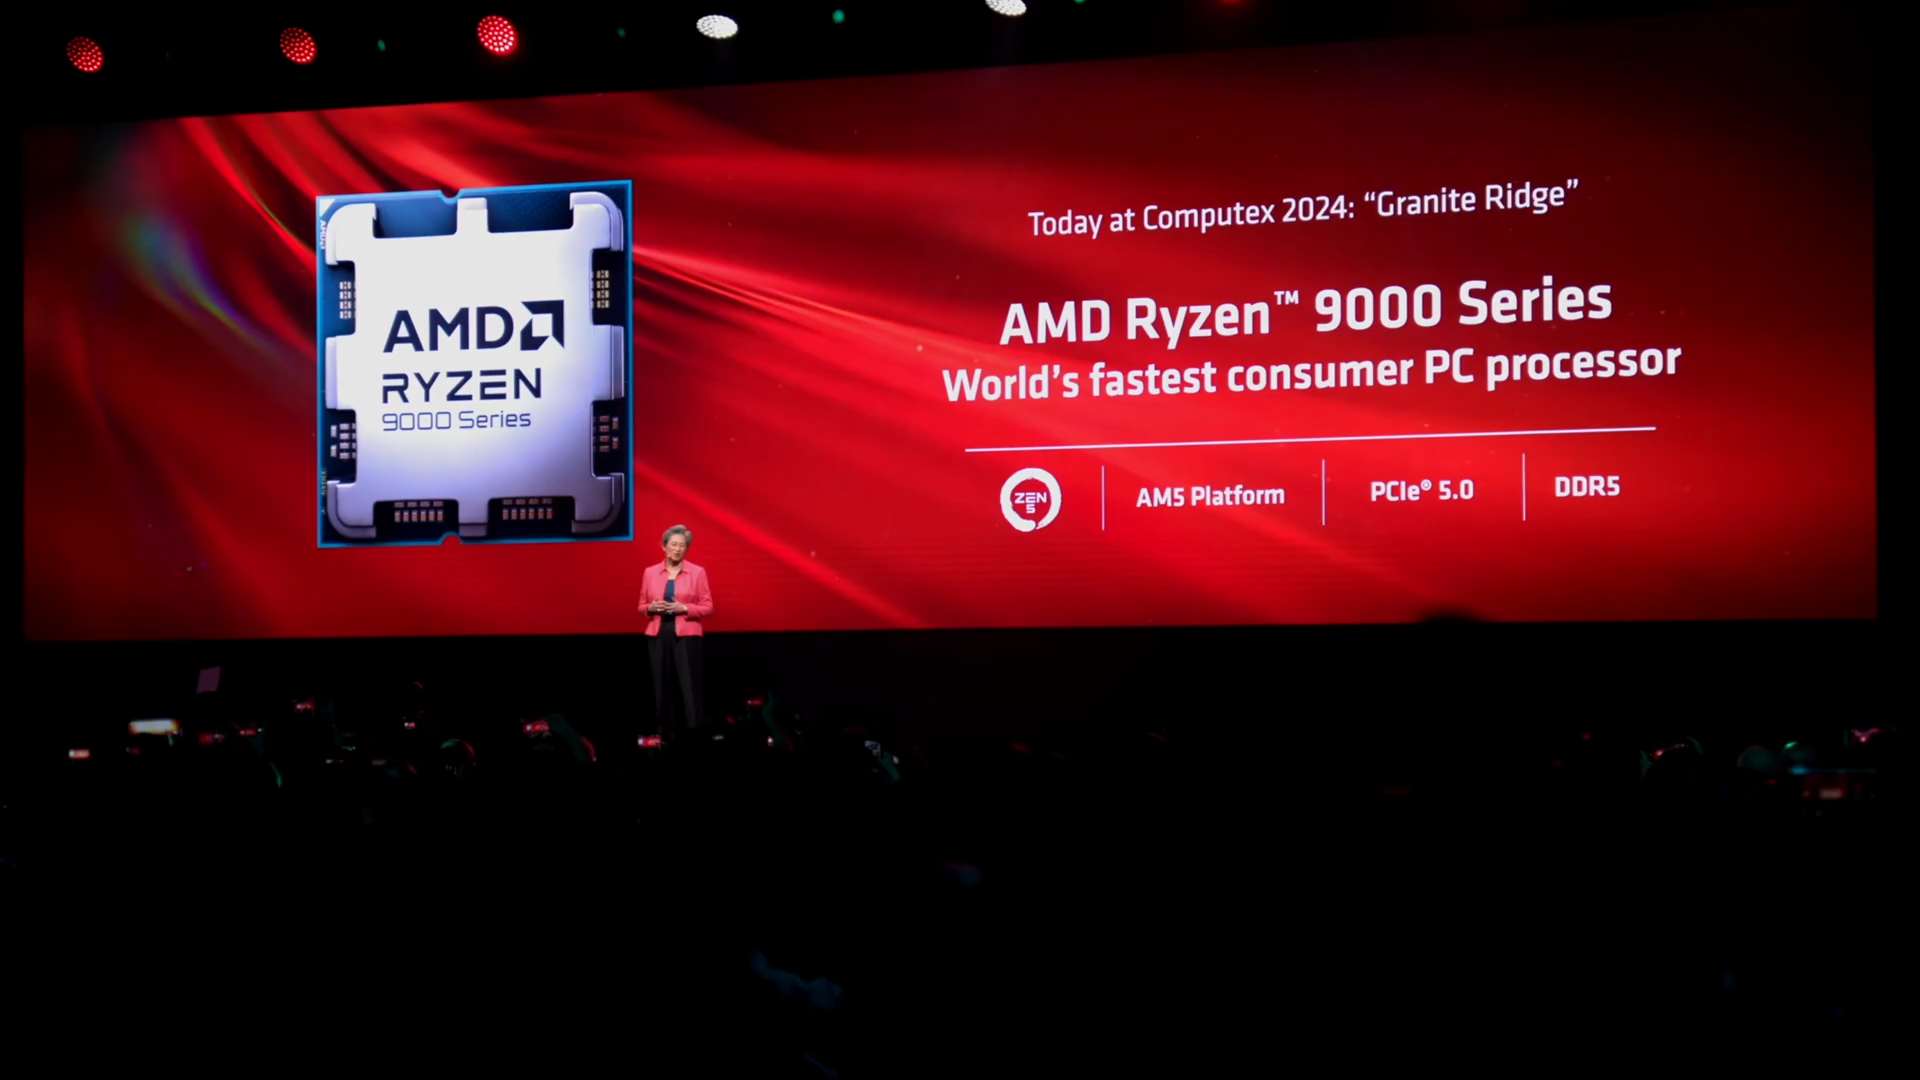 Today at Computex 2024: “Granite Ridge”
AMD Ryzen™ 9000 Series
World’s fastest consumer PC processor
ZEN
5
AM5 Platform
PCIe® 5.0
DDR5
AMD
RYZEN
9000 Series